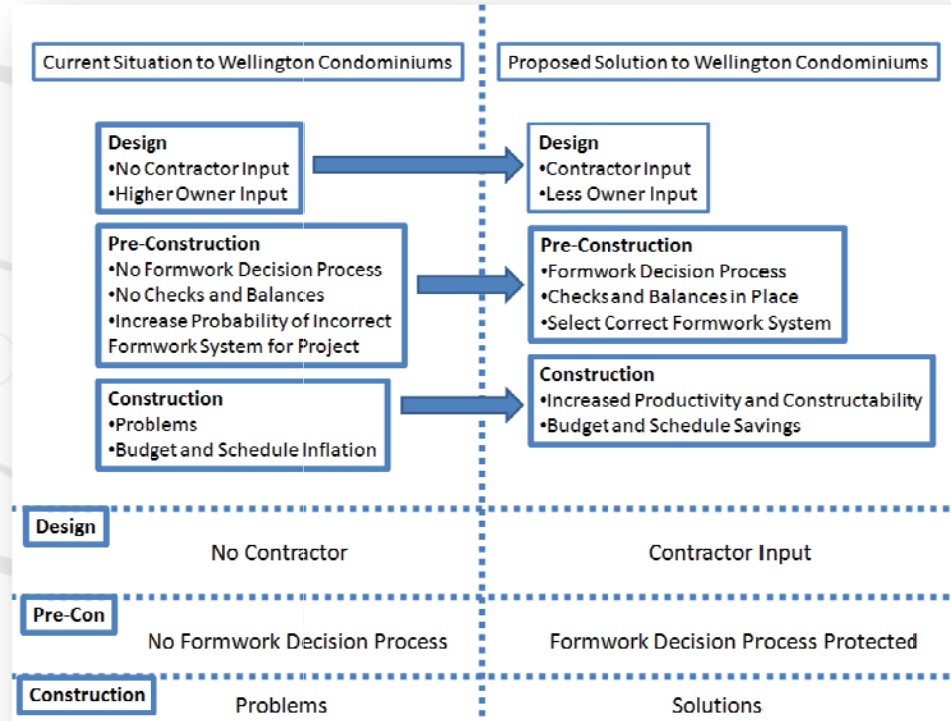 Current Situation to Wellington Condominiums
Proposed Solution to Wellington Condominiums
Design
•No Contractor Input
•Higher Owner Input
Design
•Contractor Input
•Less Owner Input
Pre-Construction
•No Formwork Decision Process
•No Checks and Balances
•Increase Probability of Incorrect
Formwork System for Project
Pre-Construction
•Formwork Decision Process
•Checks and Balances in Place
•Select Correct Formwork System
Construction
•Problems
•Budget and Schedule Inflation
Construction
•Increased Productivity and Constructability
•Budget and Schedule Savings
Design
No Contractor
Contractor Input
Pre-Con
No Formwork Decision Process
Formwork Decision Process Protected
Construction
Problems
Solutions